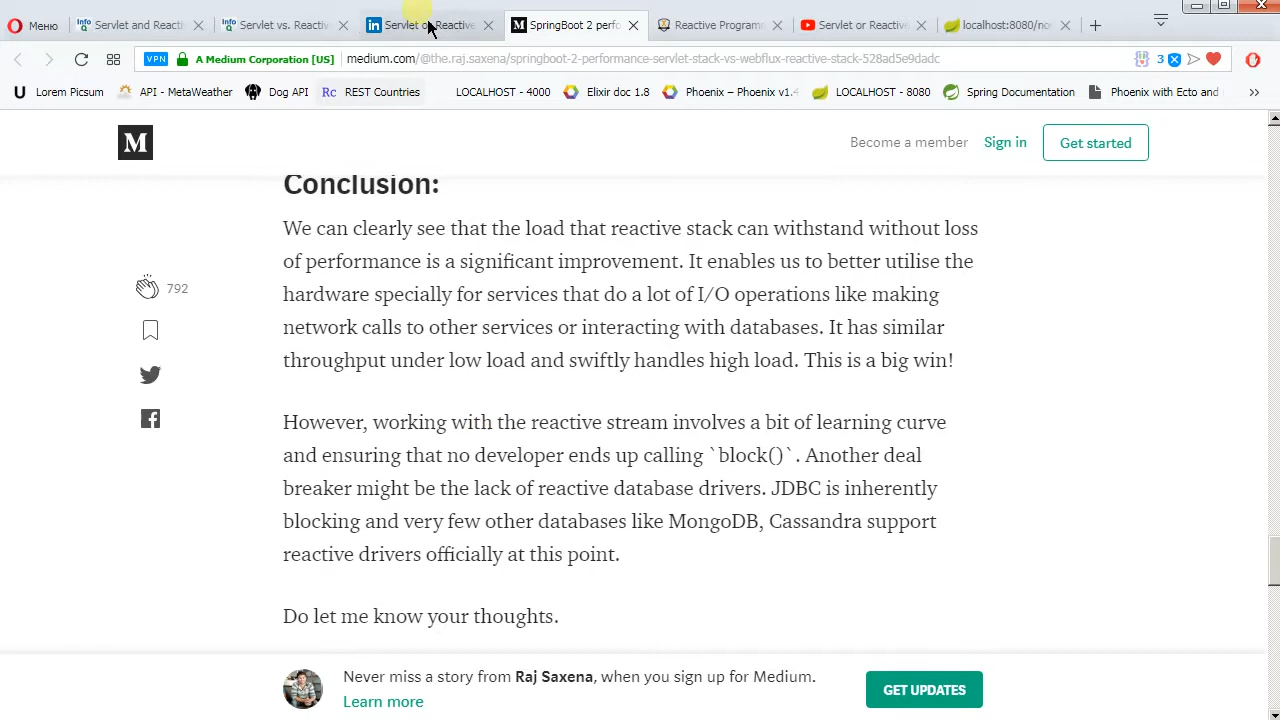 Меню
Servlet and Reacti
Servlet vs. Reactiv
Servlet or Reactive
SpringBoot 2 perfo
Reactive Programm
Servlet or Reactive
localhost:8080/no
VPN
A Medium Corporation [US]
medium.com/@the.raj.saxena/springboot-2-performance-servlet-stack-vs-webflux-reactive-stack-528ad5e9dadc
3
U Lorem Picsum
API - MetaWeather
Dog API
Rc REST Countries
LOCALHOST - 4000
Elixir doc 1.8
Phoenix – Phoenix v1.4
LOCALHOST - 8080
Spring Documentation
Phoenix with Ecto and
M
Become a member
Sign in
Get started
Conclusion:
We can clearly see that the load that reactive stack can withstand without loss
of performance is a significant improvement. It enables us to better utilise the
hardware specially for services that do a lot of I/O operations like making
network calls to other services or interacting with databases. It has similar
throughput under low load and swiftly handles high load. This is a big win!
792
However, working with the reactive stream involves a bit of learning curve
and ensuring that no developer ends up calling `block()`. Another deal
breaker might be the lack of reactive database drivers. JDBC is inherently
blocking and very few other databases like MongoDB, Cassandra support
reactive drivers officially at this point.
Do let me know your thoughts.
Never miss a story from Raj Saxena, when you sign up for Medium.
Learn more
GET UPDATES